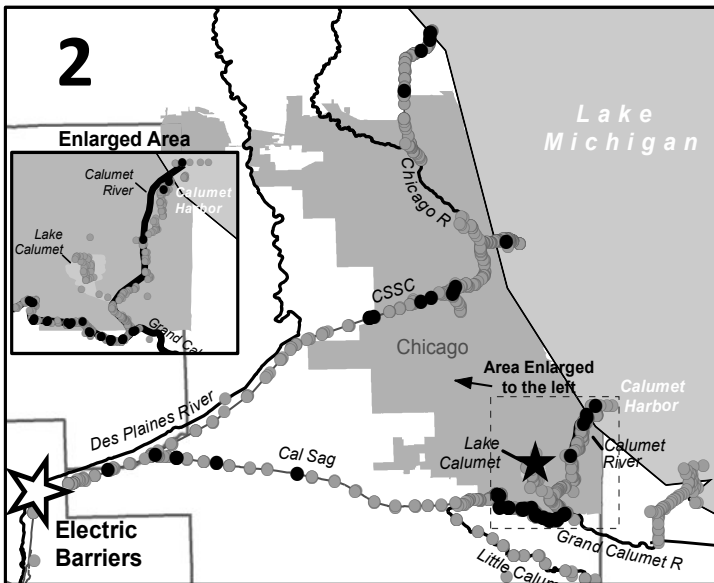 2
Lake
Michigan
Enlarged Area
Calumet
River
Calumet
Harbor
Lake
Calumet
Grand Cal
Chicago R
CSSC
Chicago
Area Enlarged
to the left
Calumet
Harbor
Des Plaines River
Cal Sag
Lake
Calumet
Calumet
River
Electric
Barriers
Grand Calumet R
Little Calum